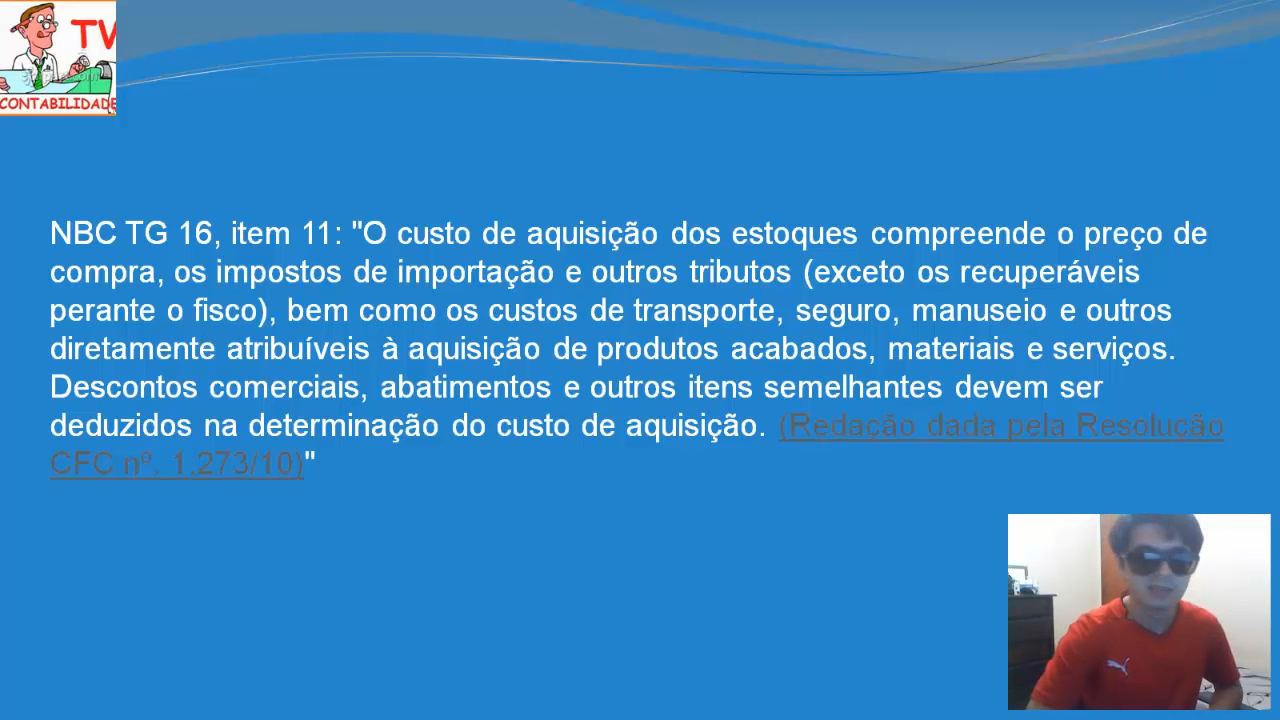 TV
CONTABILIDADE
NBC TG 16, item 11: "O custo de aquisição dos estoques compreende o preço de
compra, os impostos de importação e outros tributos (exceto os recuperáveis
perante o fisco), bem como os custos de transporte, seguro, manuseio e outros
diretamente atribuíveis à aquisição de produtos acabados, materiais e serviços.
Descontos comerciais, abatimentos e outros itens semelhantes devem ser
deduzidos na determinação do custo de aquisição. (Redação dada pela Resolução
CFC nº. 1.273/10)"